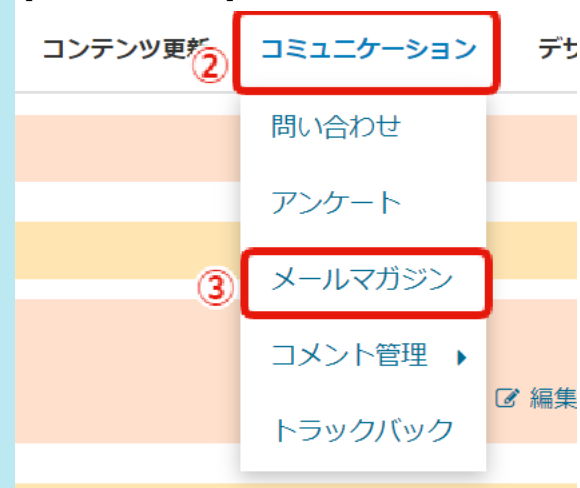 コンテンツ更新 ② コミュニケーション デザ
問い合わせ
アンケート
③ メールマガジン
コメント管理
編集
トラックバック